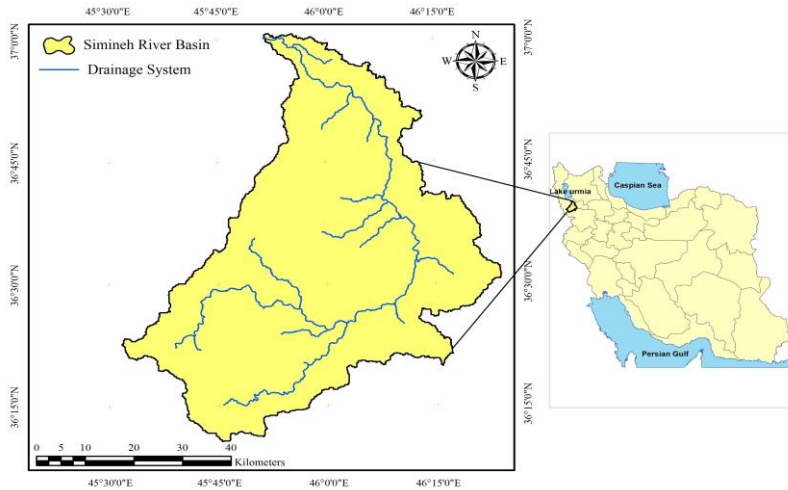 45°30'0"E 45°45'0"E 46°0'0"E 46°15'0"E
Simineh River Basin
Drainage System
N
W E
S
37°0'0"N
36°45'0"N
36°30'0"N
36°15'0"N
37°0'0"N
36°45'0"N
36°30'0"N
36°15'0"N
0 5 10 20 30 40
Kilometers
45°30'0"E 45°45'0"E 46°0'0"E 46°15'0"E
Lake urmia
Caspian Sea
Persian Gulf